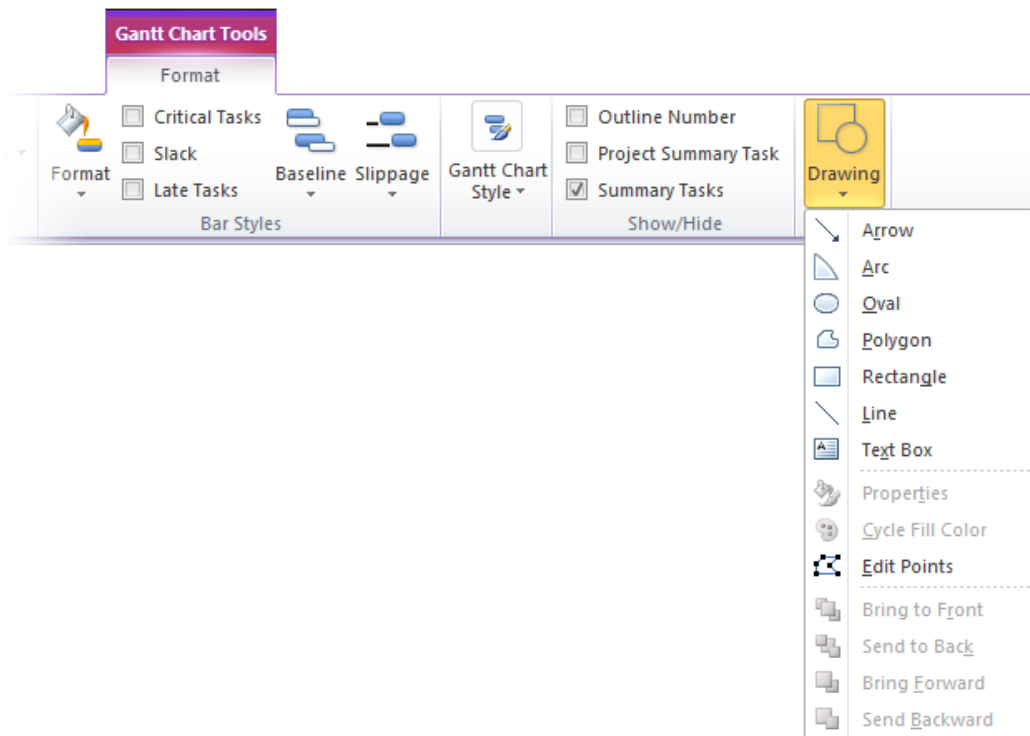 Gantt Chart Tools
Format
Critical Tasks
Slack
Late Tasks
Format
Baseline
Slippage
Bar Styles
Gantt Chart
Style
Outline Number
Project Summary Task
Summary Tasks
Show/Hide
Drawing
Arrow
Arc
Oval
Polygon
Rectangle
Line
Text Box
Properties
Cycle Fill Color
Edit Points
Bring to Front
Send to Back
Bring Forward
Send Backward